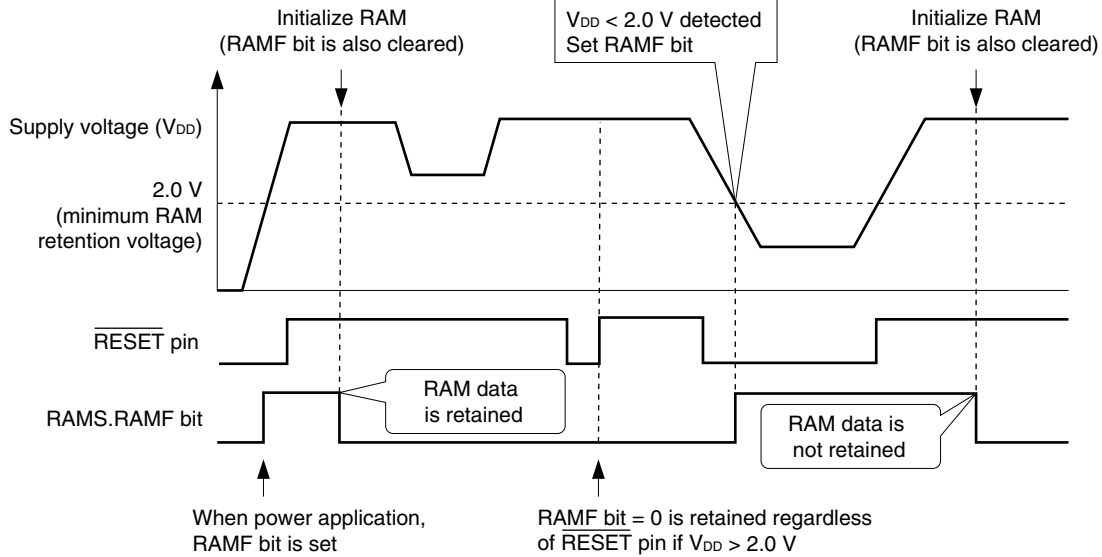 Initialize RAM
(RAMF bit is also cleared)
VDD < 2.0 V detected
Set RAMF bit
Initialize RAM
(RAMF bit is also cleared)
Supply voltage (VDD)
2.0 V
(minimum RAM
retention voltage)
RESET pin
RAMS.RAMF bit
RAM data
is retained
RAM data is
not retained
When power application,
RAMF bit is set
RAMF bit = 0 is retained regardless
of RESET pin if VDD > 2.0 V